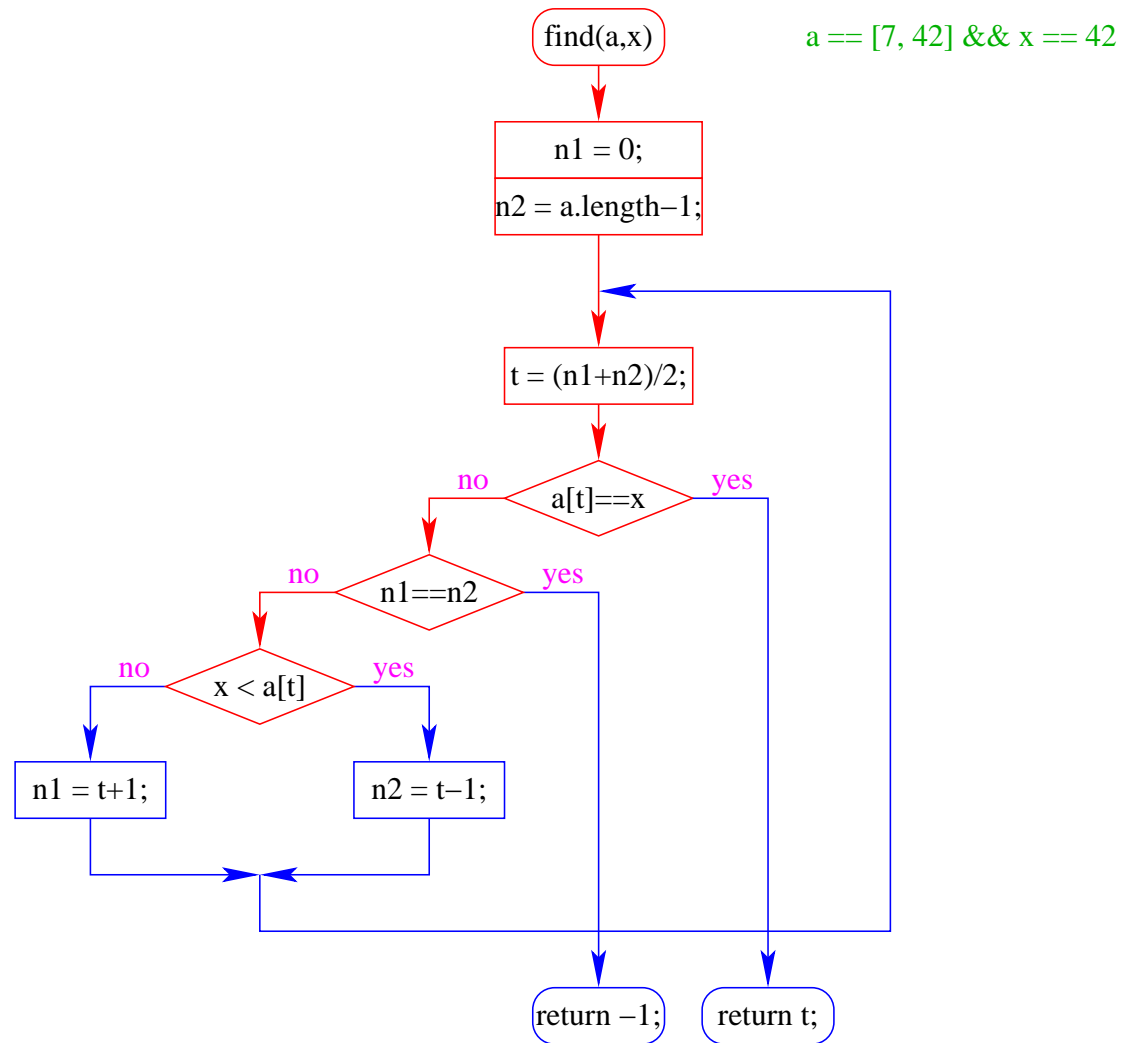 find(a,x)
a == [7, 42] && x == 42
n1 = 0;
n2 = a.length−1;
t = (n1+n2)/2;
no
yes
a[t]==x
no
yes
n1==n2
no
yes
x < a[t]
n1 = t+1;
n2 = t−1;
return −1;
return t;